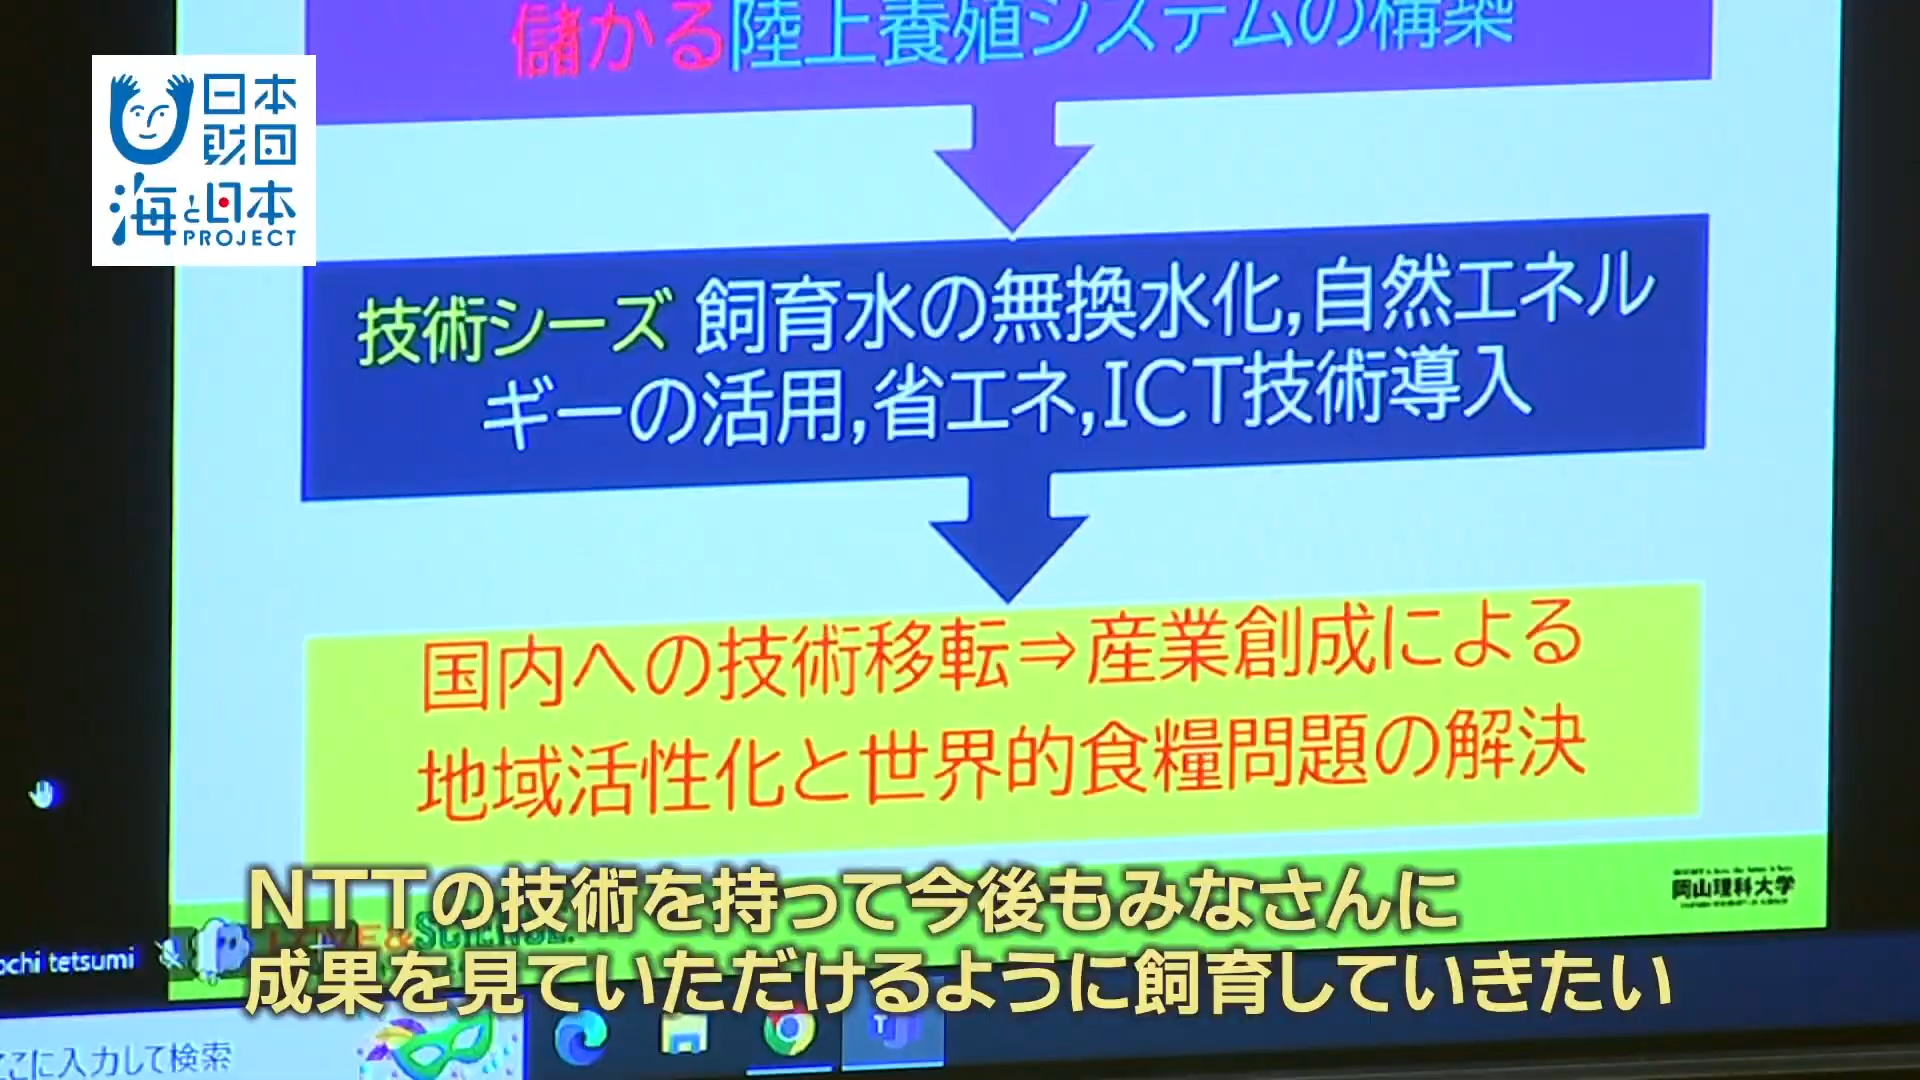 儲かる陸上養殖システムの構築
日本
財団
海と日本
PROJECT
技術シーズ 飼育水の無換水化,自然エネル
ギーの活用,省エネ,ICT技術導入
国内への技術移転⇒産業創成による
地域活性化と世界的食糧問題の解決
岡山理科大学
NTTの技術を持って今後もみなさんに
ochi tetsumi
成果を見ていただけるように飼育していきたい
ここに入力して検索